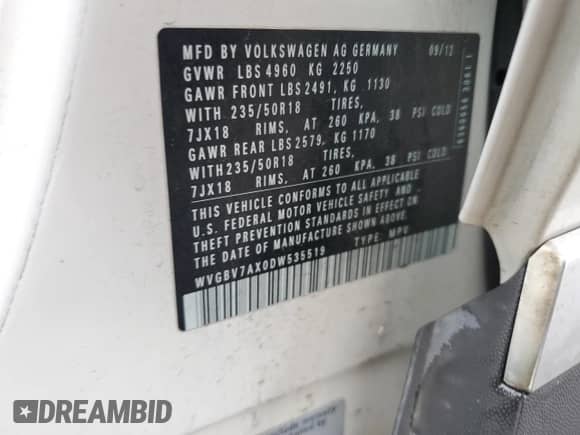 MFD BY VOLKSWAGEN AG GERMANY 09/12
GVWR LBS 4960 KG 2250
GAWR FRONT LBS 2491, KG 1130
WITH 235/50R18 TIRES,
7JX18 RIMS, AT 260 KPA, 38 PSI COLD
GAWR REAR LBS 2579, KG 1170
WITH 235/50R18 TIRES,
7JX18 RIMS, AT 260 KPA, 38 PSI COLD
THIS VEHICLE CONFORMS TO ALL APPLICABLE
U.S. FEDERAL MOTOR VEHICLE SAFETY AND
THEFT PREVENTION STANDARDS IN EFFECT ON
THE DATE OF MANUFACTURE SHOWN ABOVE.
WVGBV7AX0DW535519 TYPE: MPV
DREAMBID